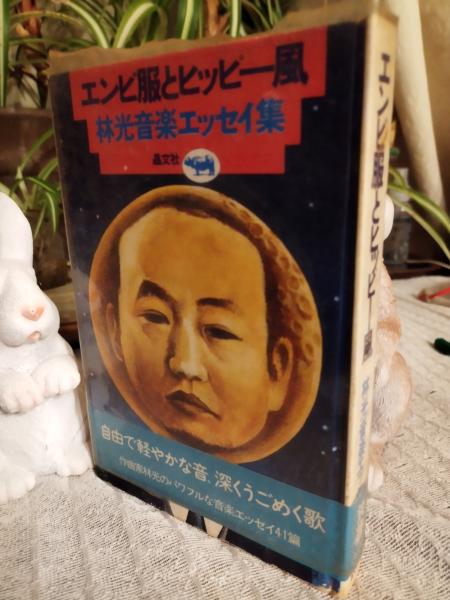 エンビ服とヒッピー風
林光音楽エッセイ集
晶文社
自由で軽やかな音、深くうごめく歌
作曲家林光のパワフルな音楽エッセイ41篇
エンビ服とヒッピー風